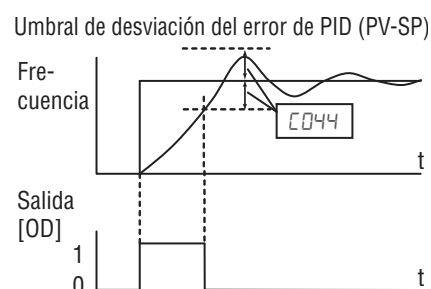 Umbral de desviación del error de PID (PV-SP)
Fre-
cuencia
C044
t
Salida
[OD]
1
0
t